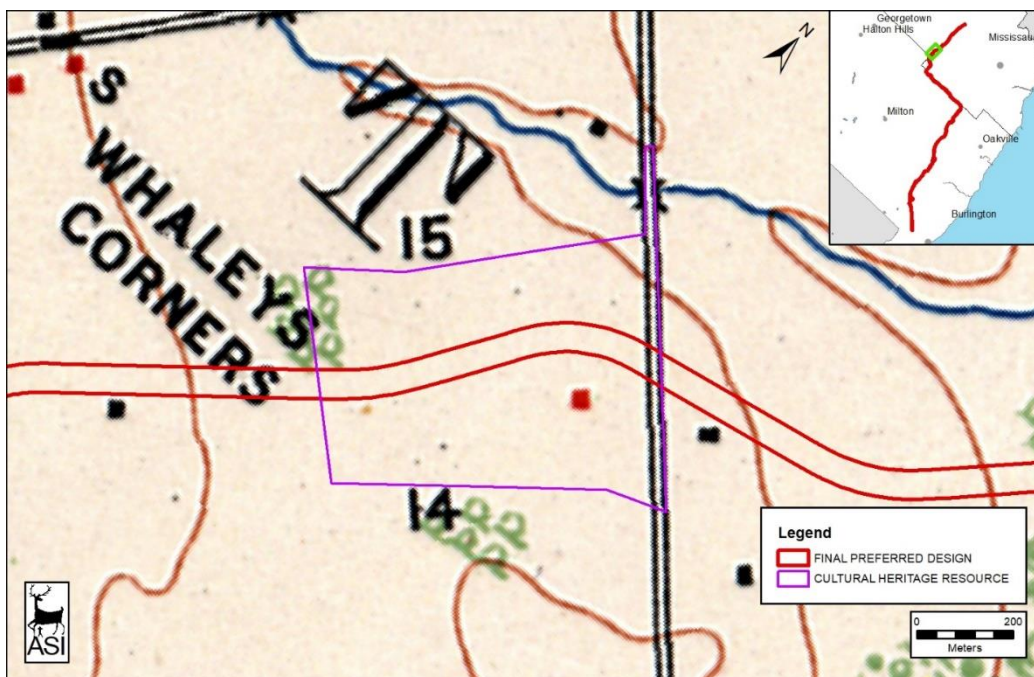 S
WHALEYS
CORNERS
VII
15
14
N
Georgetown
Halton Hills
Mississau
Milton
Oakville
Burlington
Legend
FINAL PREFERRED DESIGN
CULTURAL HERITAGE RESOURCE
0 200
Meters
ASI